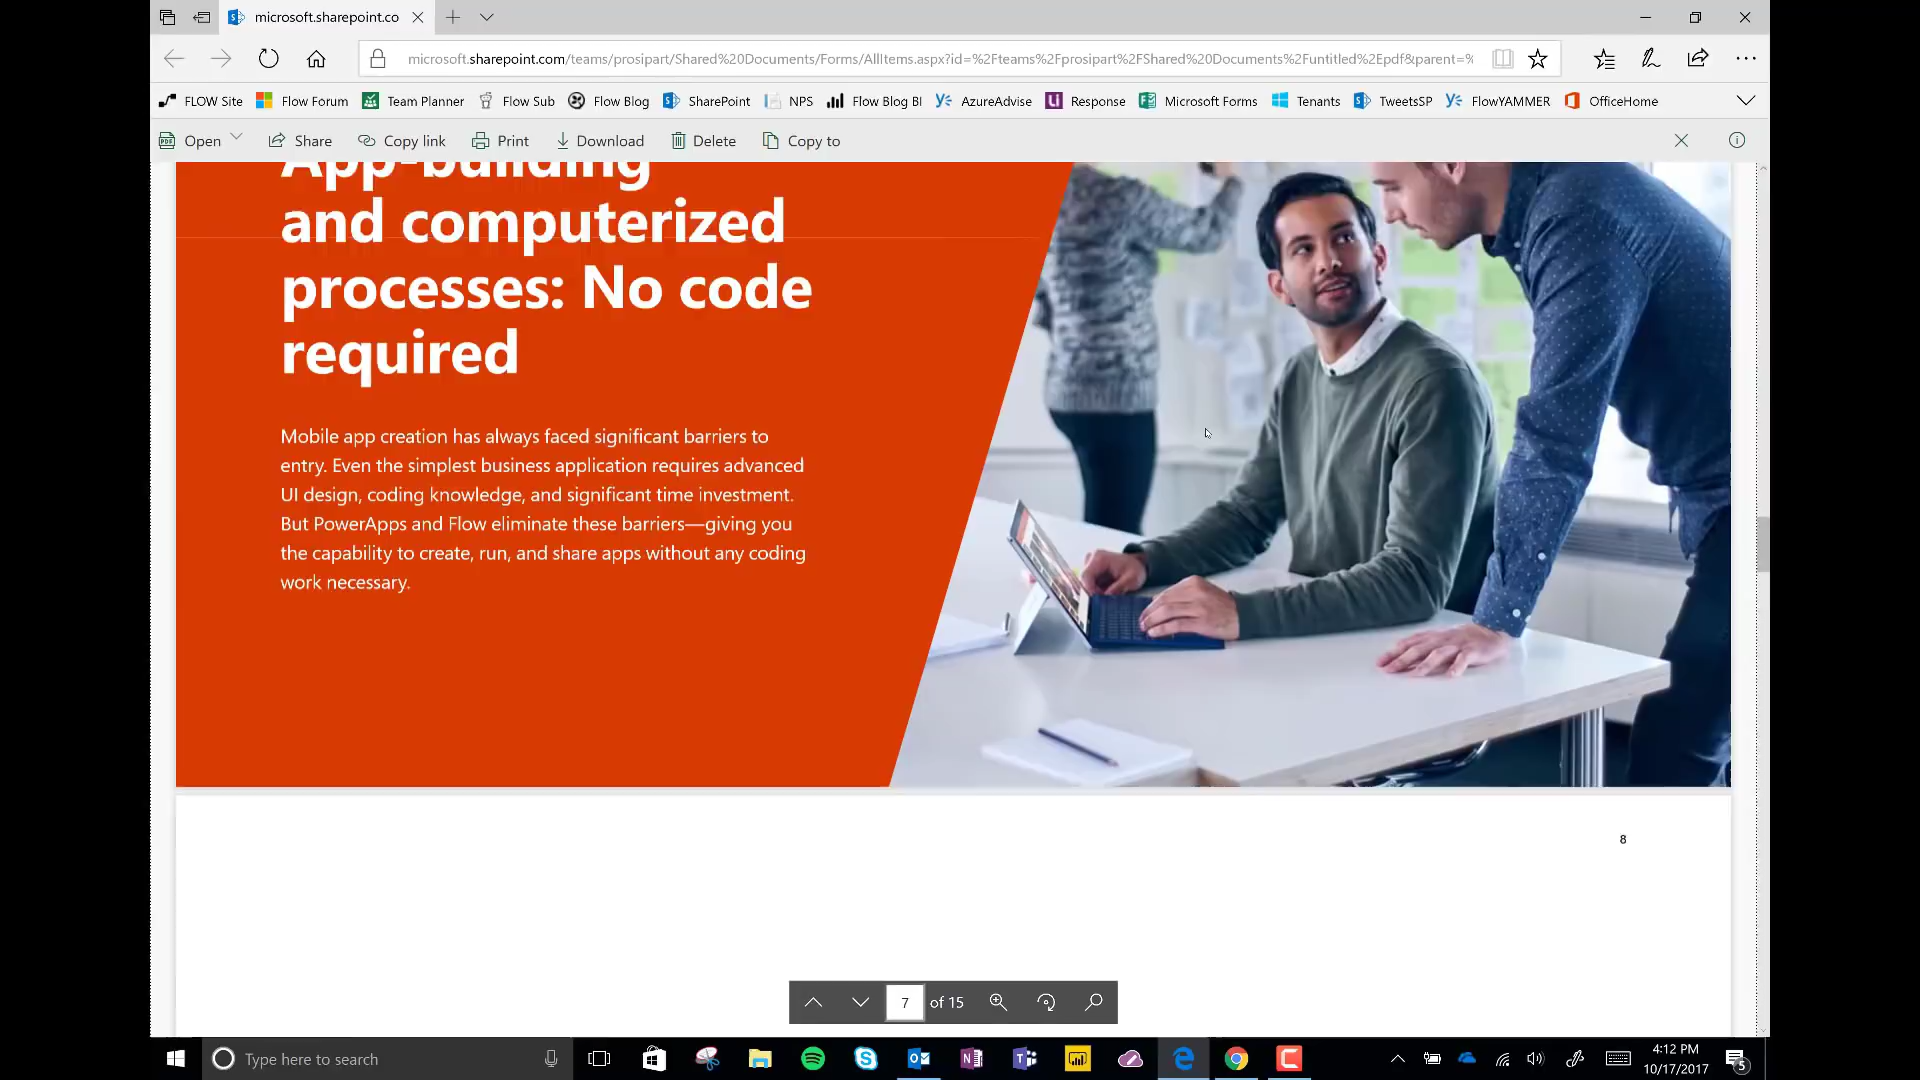 microsoft.sharepoint.co
microsoft.sharepoint.com/teams/prosipart/Shared%20Documents/Forms/AllItems.aspx?id=%2Fteams%2Fprosipart%2FShared%20Documents%2Funtitled%2Epdf&parent=%
FLOW Site Flow Forum Team Planner Flow Sub Flow Blog SharePoint NPS Flow Blog BI AzureAdvise Response Microsoft Forms Tenants TweetsSP FlowYAMMER OfficeHome
Open Share Copy link Print Download Delete Copy to
App-building
and computerized
processes: No code
required
Mobile app creation has always faced significant barriers to
entry. Even the simplest business application requires advanced
UI design, coding knowledge, and significant time investment.
But PowerApps and Flow eliminate these barriers—giving you
the capability to create, run, and share apps without any coding
work necessary.
8
7 of 15
Type here to search
4:12 PM
10/17/2017
5